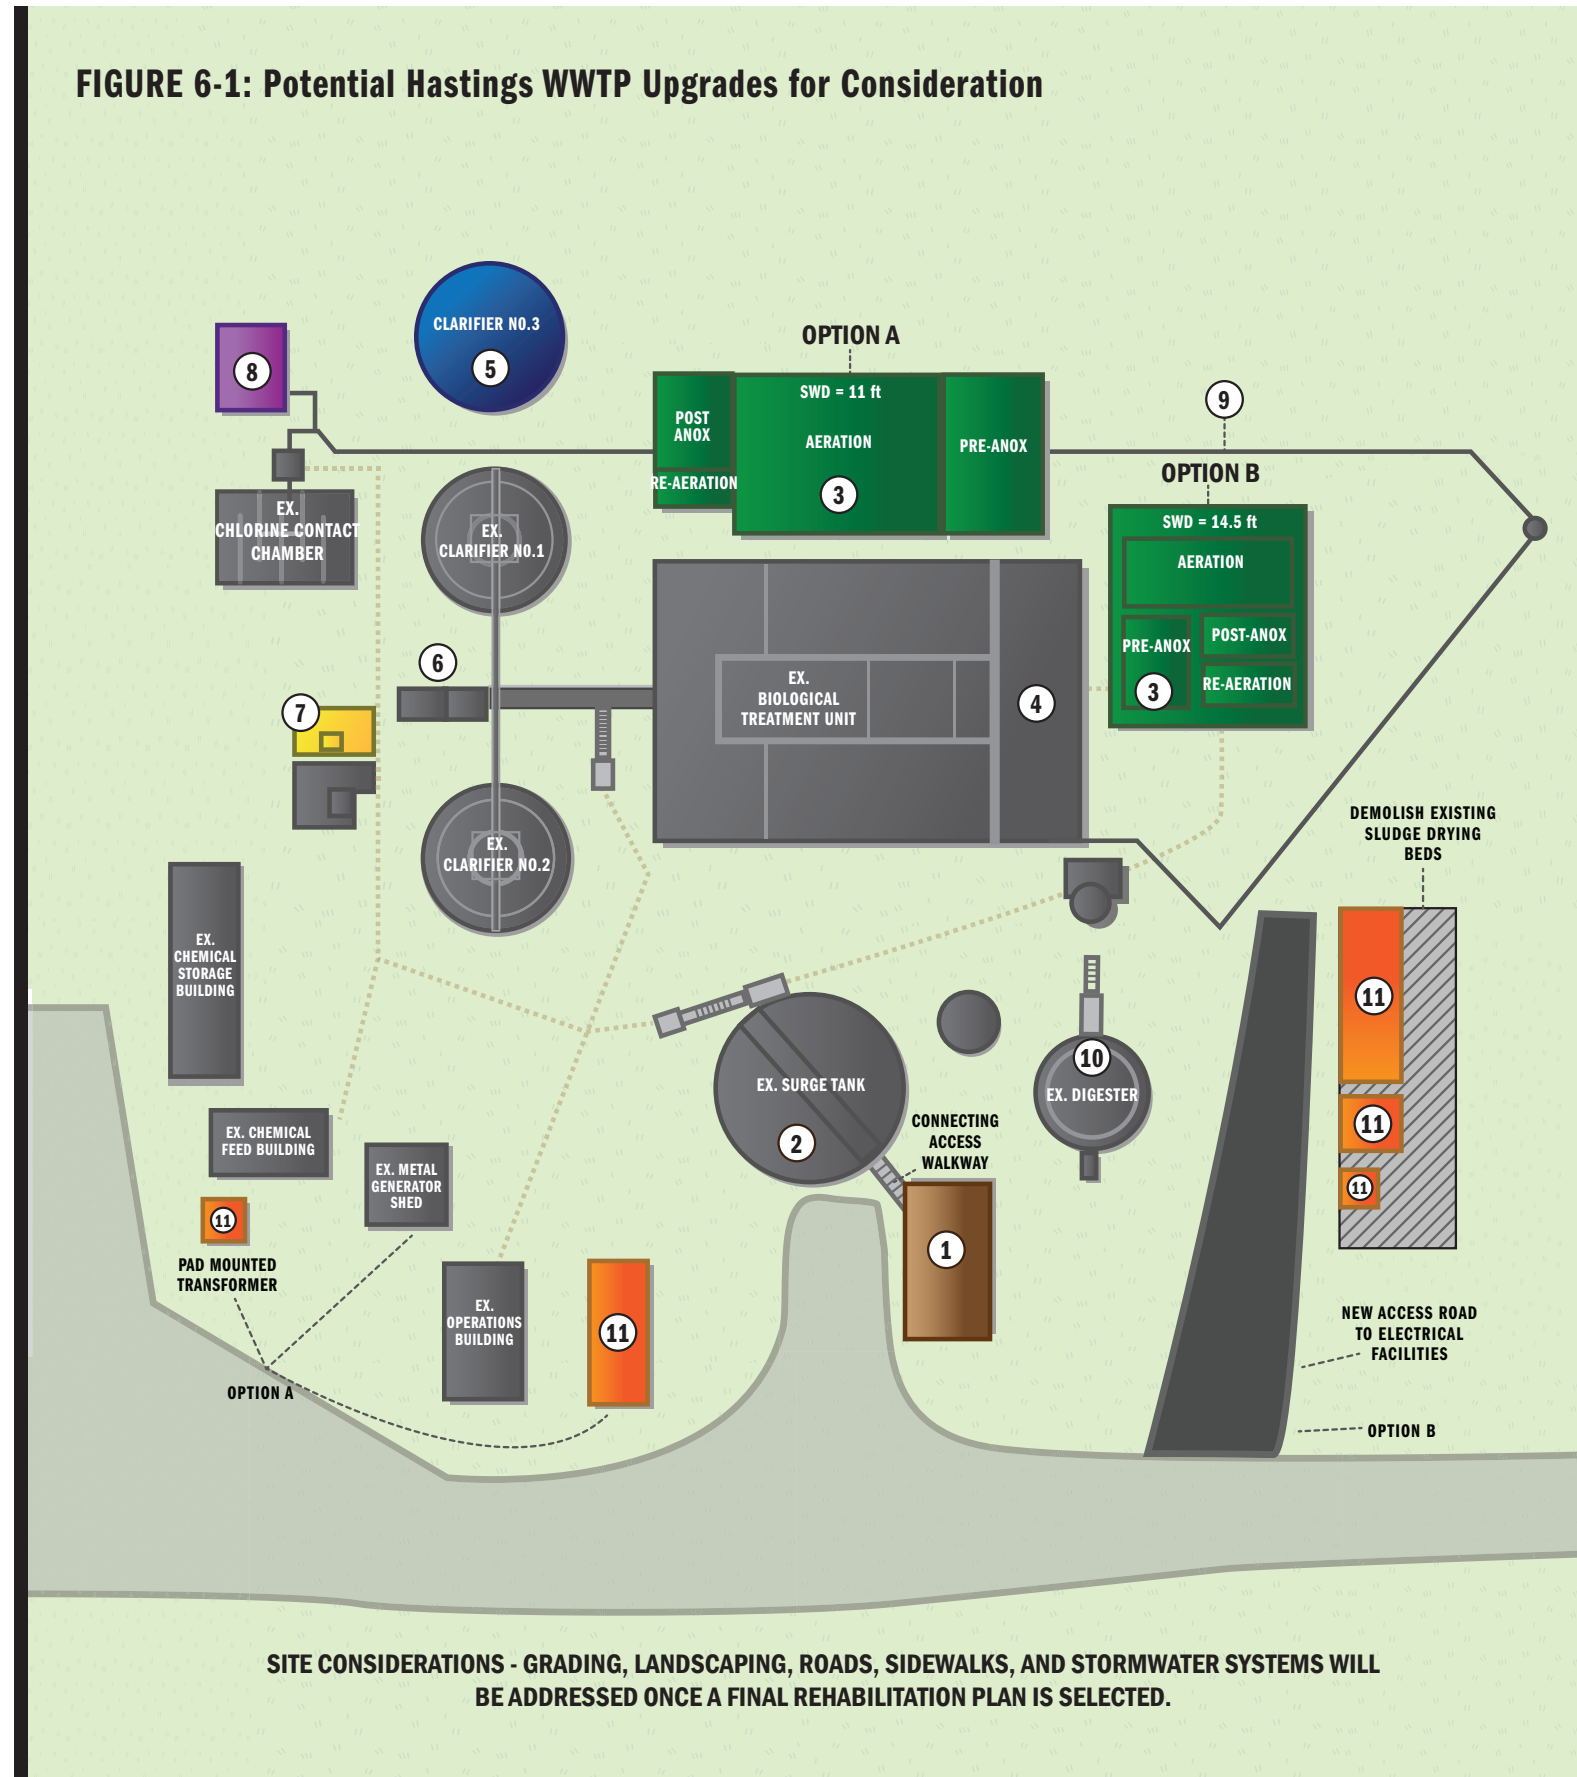 FIGURE 6-1: Potential Hastings WWTP Upgrades for Consideration
CLARIFIER NO.3
5
8
OPTION A
SWD = 11 ft
POST
ANOX
AERATION
PRE-ANOX
RE-AERATION
3
9
OPTION B
SWD = 14.5 ft
AERATION
PRE-ANOX
POST-ANOX
RE-AERATION
3
EX.
CHLORINE CONTACT
CHAMBER
EX.
CLARIFIER NO.1
6
7
EX.
BIOLOGICAL
TREATMENT UNIT
4
EX.
CLARIFIER NO.2
DEMOLISH EXISTING
SLUDGE DRYING
BEDS
EX.
CHEMICAL
STORAGE
BUILDING
11
11
11
10
EX. DIGESTER
EX. SURGE TANK
2
CONNECTING
ACCESS
WALKWAY
1
EX. CHEMICAL
FEED BUILDING
EX. METAL
GENERATOR
SHED
11
PAD MOUNTED
TRANSFORMER
EX.
OPERATIONS
BUILDING
11
OPTION A
NEW ACCESS ROAD
TO ELECTRICAL
FACILITIES
OPTION B
SITE CONSIDERATIONS - GRADING, LANDSCAPING, ROADS, SIDEWALKS, AND STORMWATER SYSTEMS WILL
BE ADDRESSED ONCE A FINAL REHABILITATION PLAN IS SELECTED.